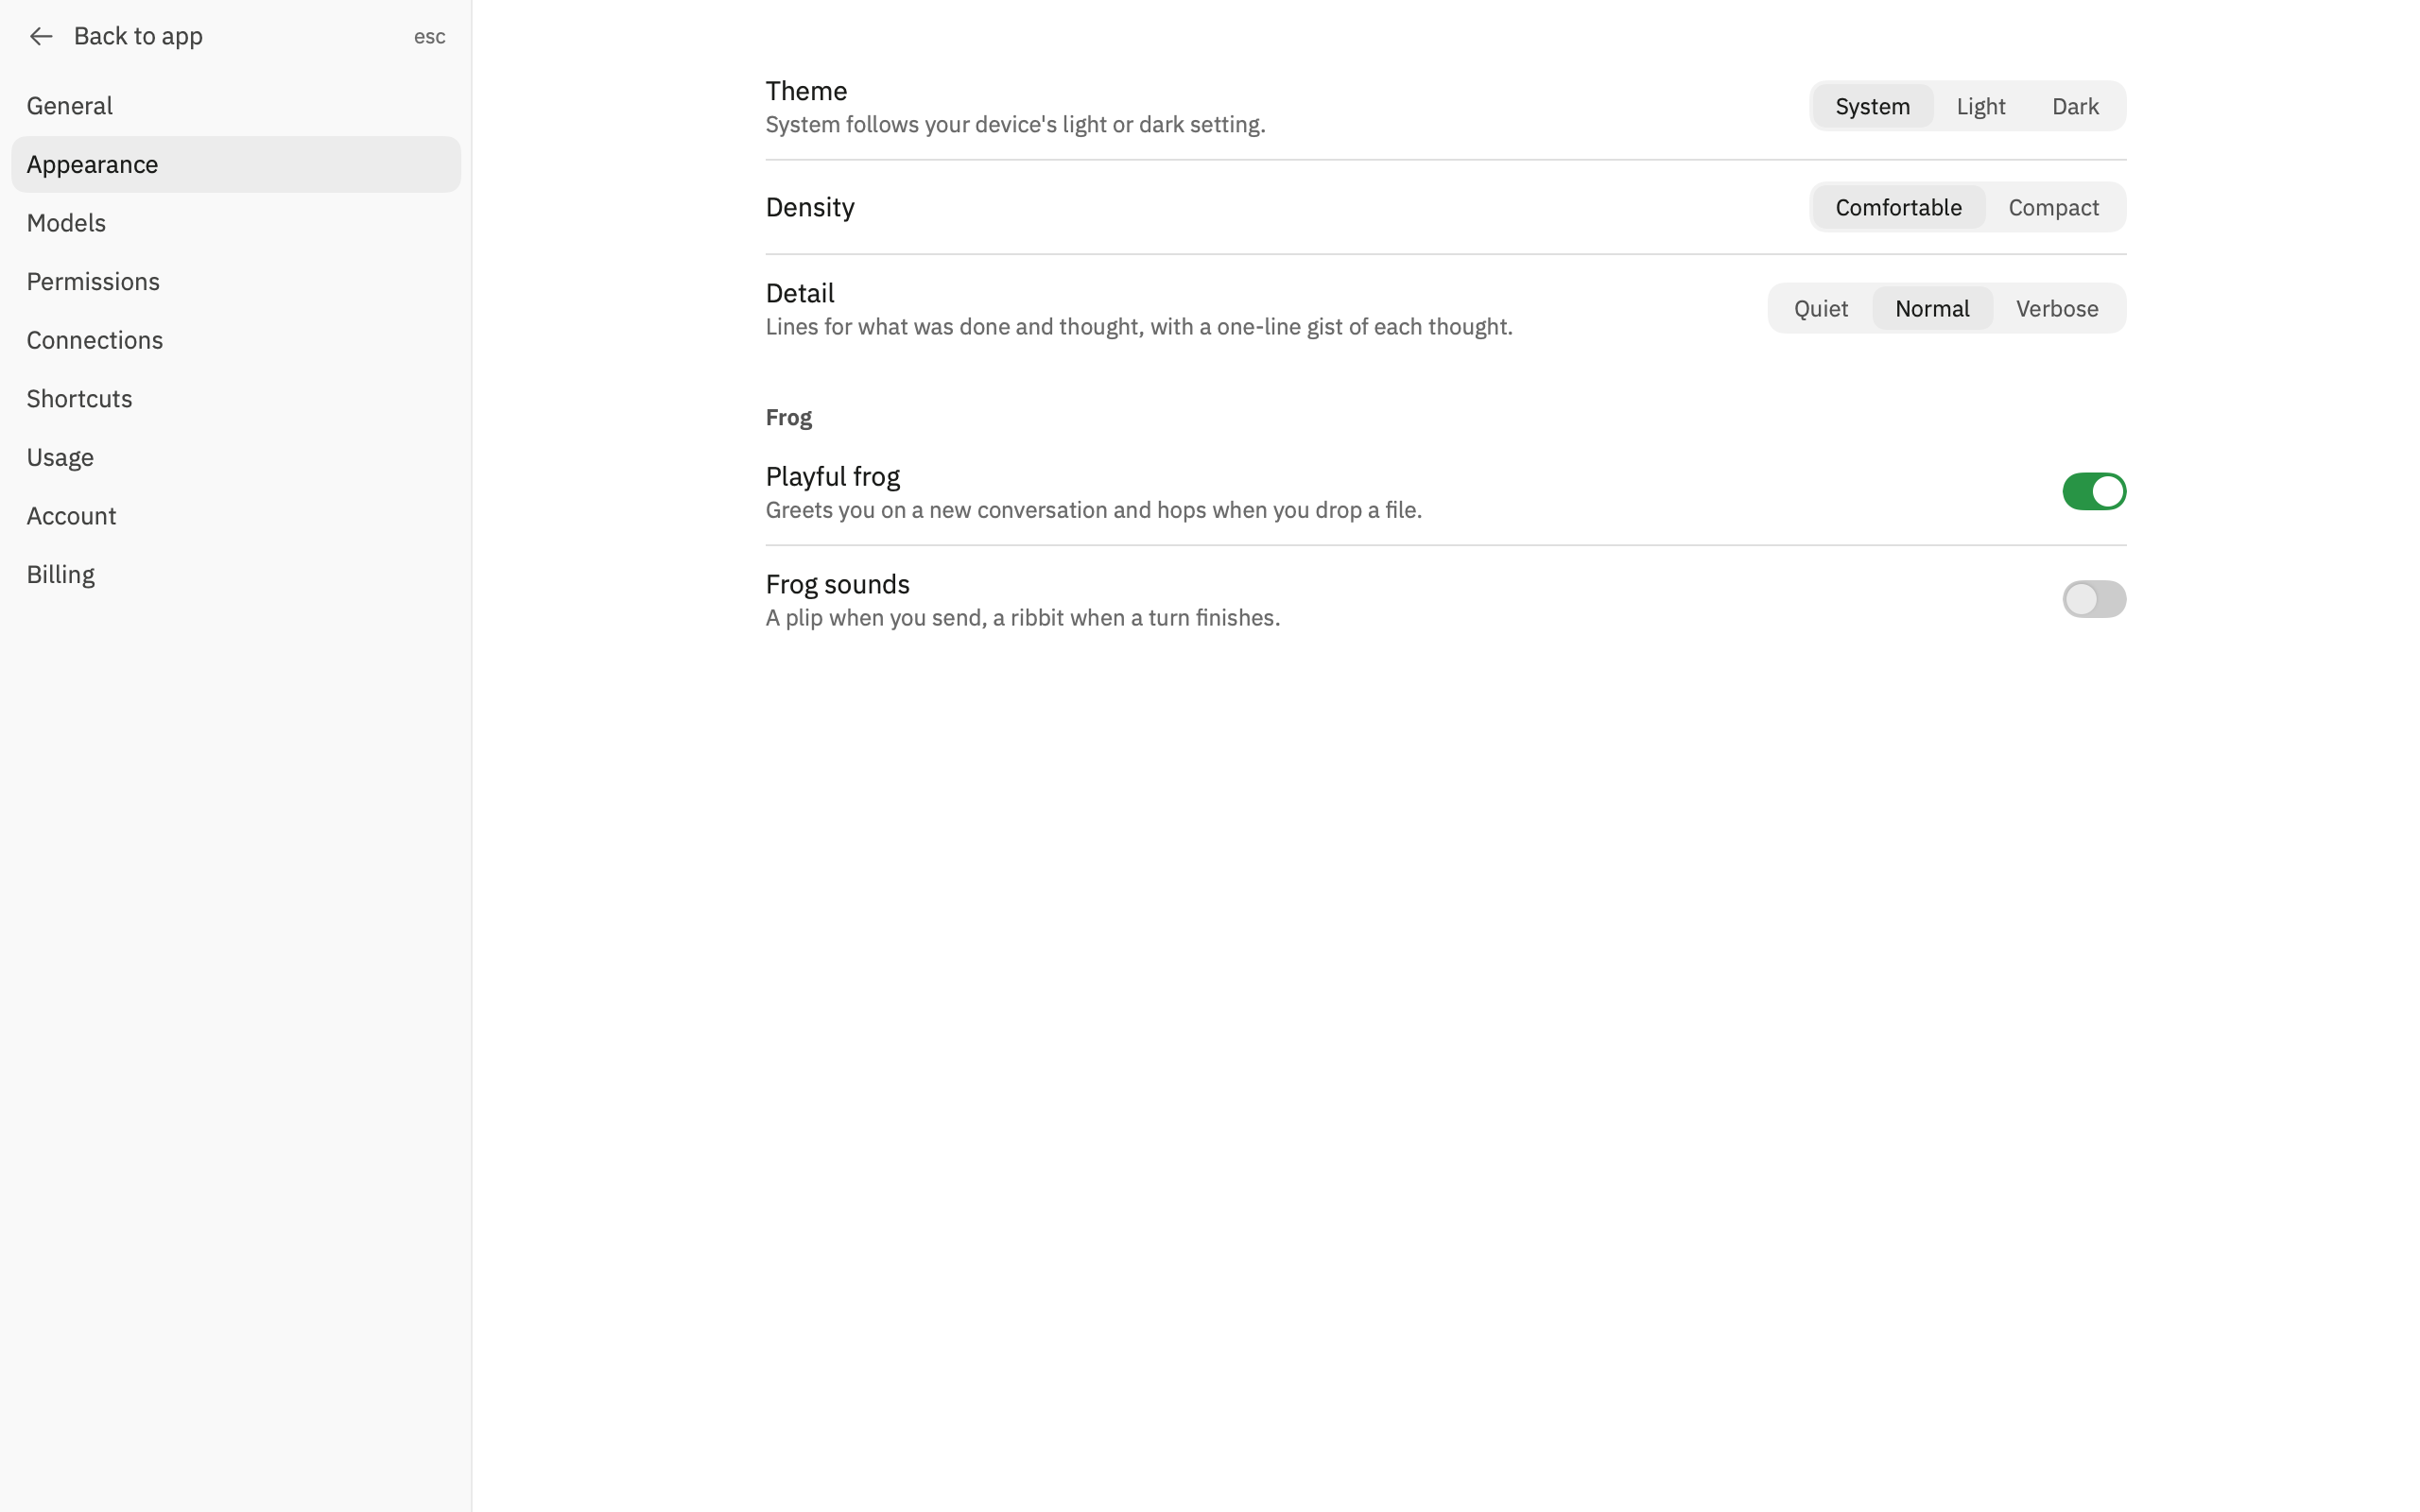 Back to app
esc
General
Appearance
Models
Permissions
Connections
Shortcuts
Usage
Account
Billing
Theme
System follows your device's light or dark setting.
System Light Dark
Density
Comfortable Compact
Detail
Lines for what was done and thought, with a one-line gist of each thought.
Quiet Normal Verbose
Frog
Playful frog
Greets you on a new conversation and hops when you drop a file.
Frog sounds
A plip when you send, a ribbit when a turn finishes.